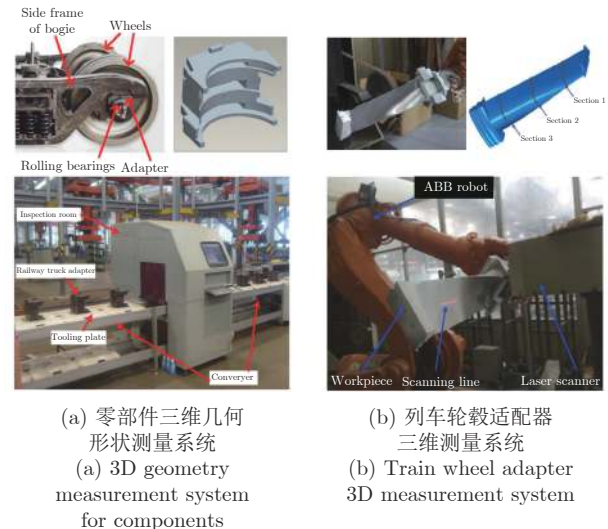 Side frame
of bogie
Wheels
Rolling bearings
Adapter
Section 1
Section 2
Section 3
Inspection room
Railway truck adapter
Tooling plate
Converyer
ABB robot
Workpiece
Scanning line
Laser scanner
(a) 零部件三维几何
形状测量系统
(a) 3D geometry
measurement system
for components
(b) 列车轮毂适配器
三维测量系统
(b) Train wheel adapter
3D measurement system